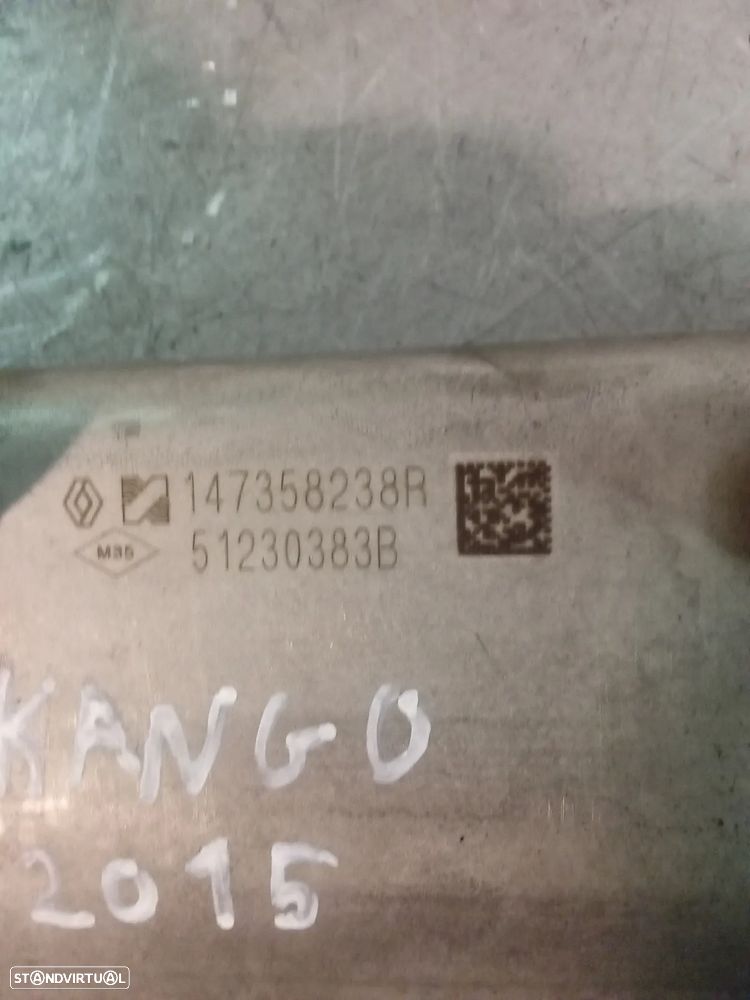 147358238R
M35
51230383B
KANGO
2015
STANDVIRTUAL